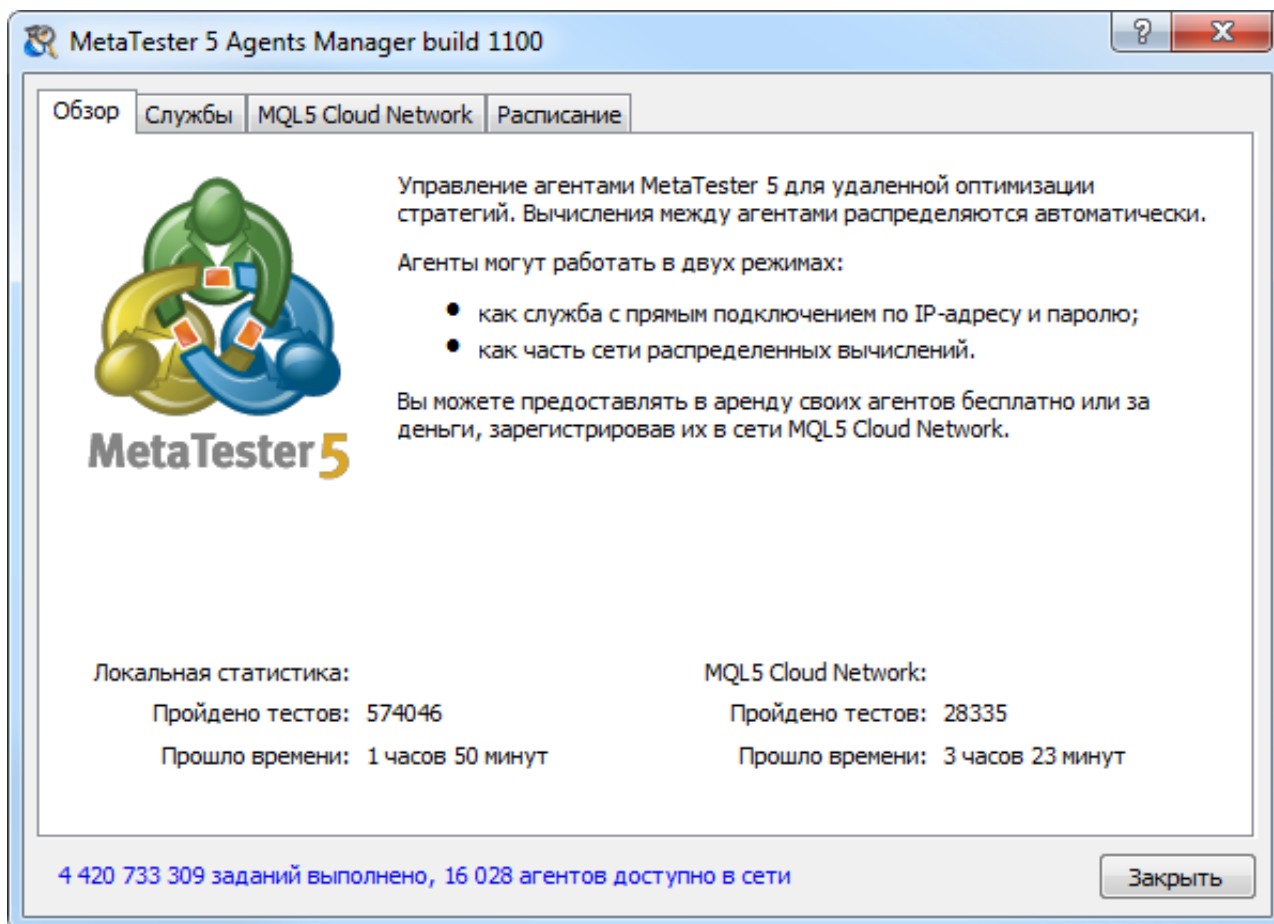 MetaTester 5 Agents Manager build 1100
?
Обзор Службы MQL5 Cloud Network Расписание
Управление агентами MetaTester 5 для удаленной оптимизации
стратегий. Вычисления между агентами распределяются автоматически.
Агенты могут работать в двух режимах:
• как служба с прямым подключением по IP-адресу и паролю;
• как часть сети распределенных вычислений.
Вы можете предоставлять в аренду своих агентов бесплатно или за
деньги, зарегистрировав их в сети MQL5 Cloud Network.
MetaTester 5
Локальная статистика:
Пройдено тестов: 574046
Прошло времени: 1 часов 50 минут
MQL5 Cloud Network:
Пройдено тестов: 28335
Прошло времени: 3 часов 23 минут
4 420 733 309 заданий выполнено, 16 028 агентов доступно в сети
Закрыть